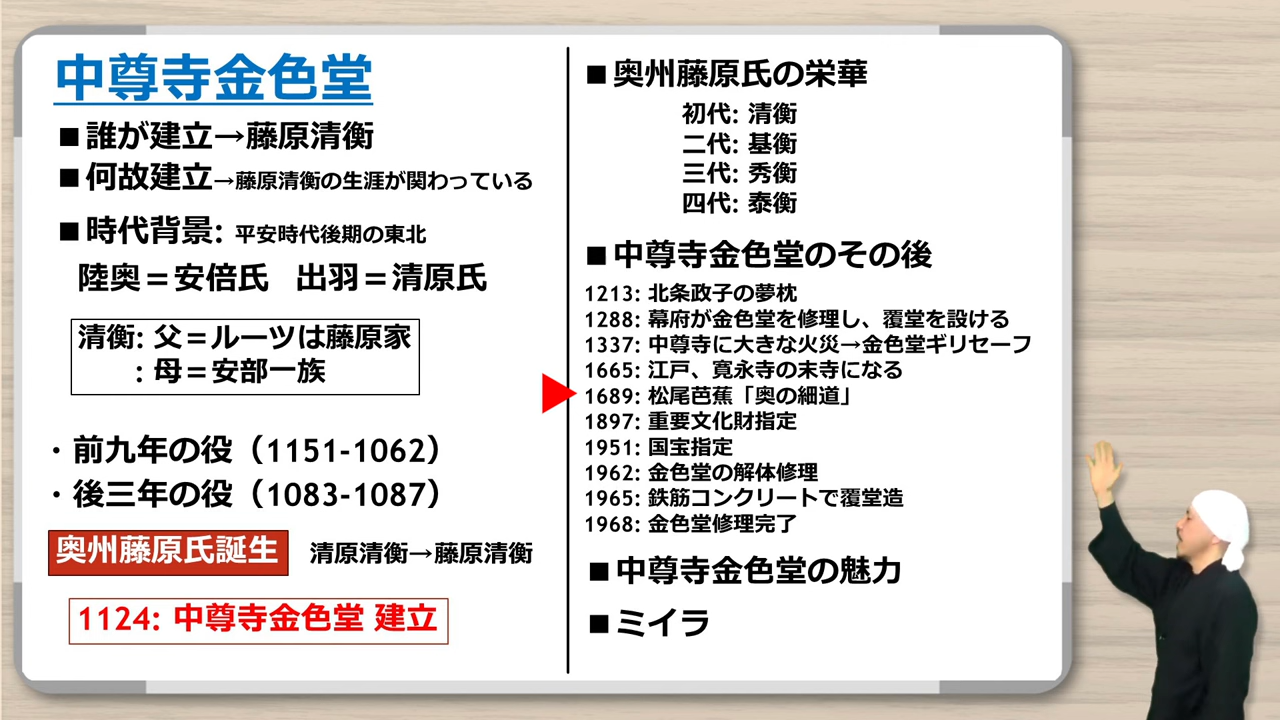 中尊寺金色堂
■誰が建立→藤原清衡
■何故建立→藤原清衡の生涯が関わっている
■時代背景: 平安時代後期の東北
陸奥＝安倍氏 出羽＝清原氏
清衡: 父＝ルーツは藤原家
: 母＝安部一族
・前九年の役（1151-1062）
・後三年の役（1083-1087）
奥州藤原氏誕生 清原清衡→藤原清衡
1124: 中尊寺金色堂 建立
■奥州藤原氏の栄華
初代: 清衡
二代: 基衡
三代: 秀衡
四代: 泰衡
■中尊寺金色堂のその後
1213: 北条政子の夢枕
1288: 幕府が金色堂を修理し、覆堂を設ける
1337: 中尊寺に大きな火災→金色堂ギリセーフ
1665: 江戸、寛永寺の末寺になる
1689: 松尾芭蕉「奥の細道」
1897: 重要文化財指定
1951: 国宝指定
1962: 金色堂の解体修理
1965: 鉄筋コンクリートで覆堂造
1968: 金色堂修理完了
■中尊寺金色堂の魅力
■ミイラ